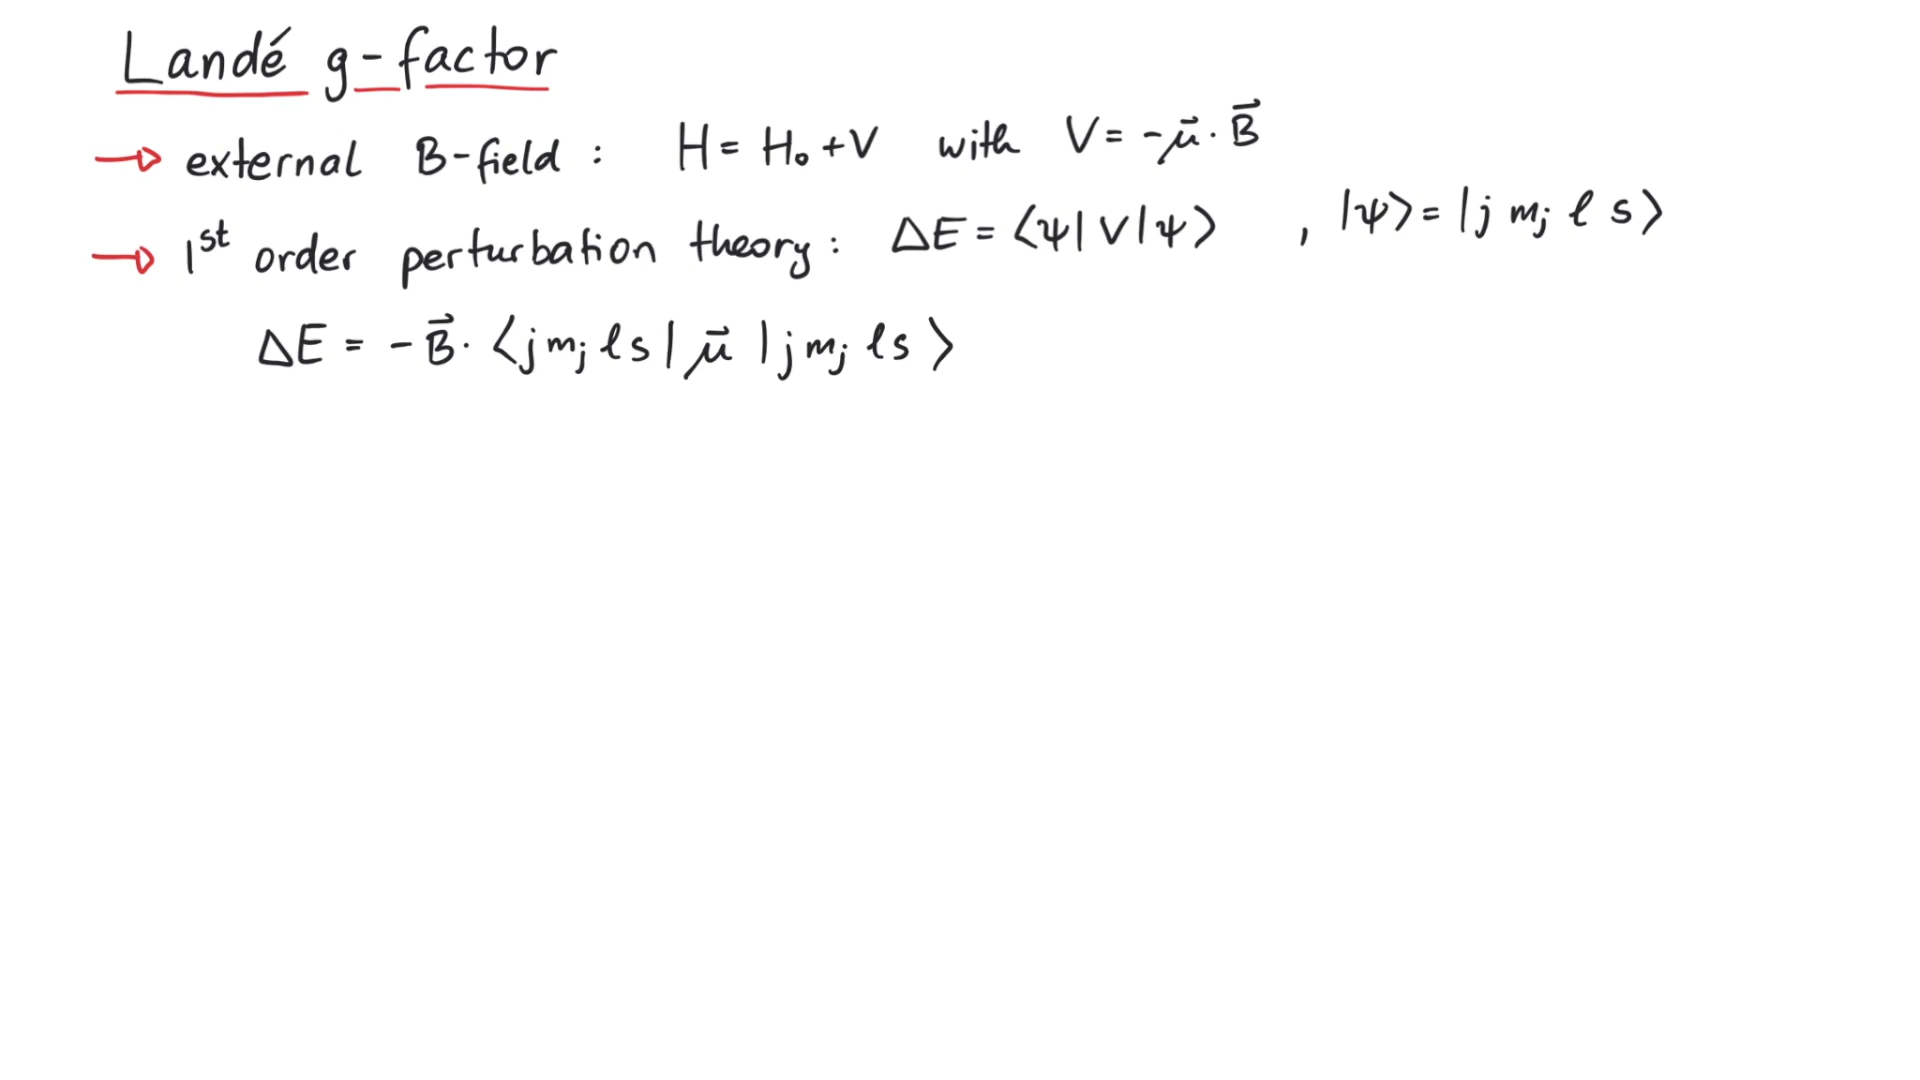 Landé g-factor
→ external B-field : H = H₀ + V with V = -μ⃗ · B⃗
→ 1ˢᵗ order perturbation theory : ΔE = ⟨ψ| V |ψ⟩ , |ψ⟩ = |j mⱼ ℓ s⟩
ΔE = - B⃗ · ⟨j mⱼ ℓ s | μ⃗ | j mⱼ ℓ s⟩